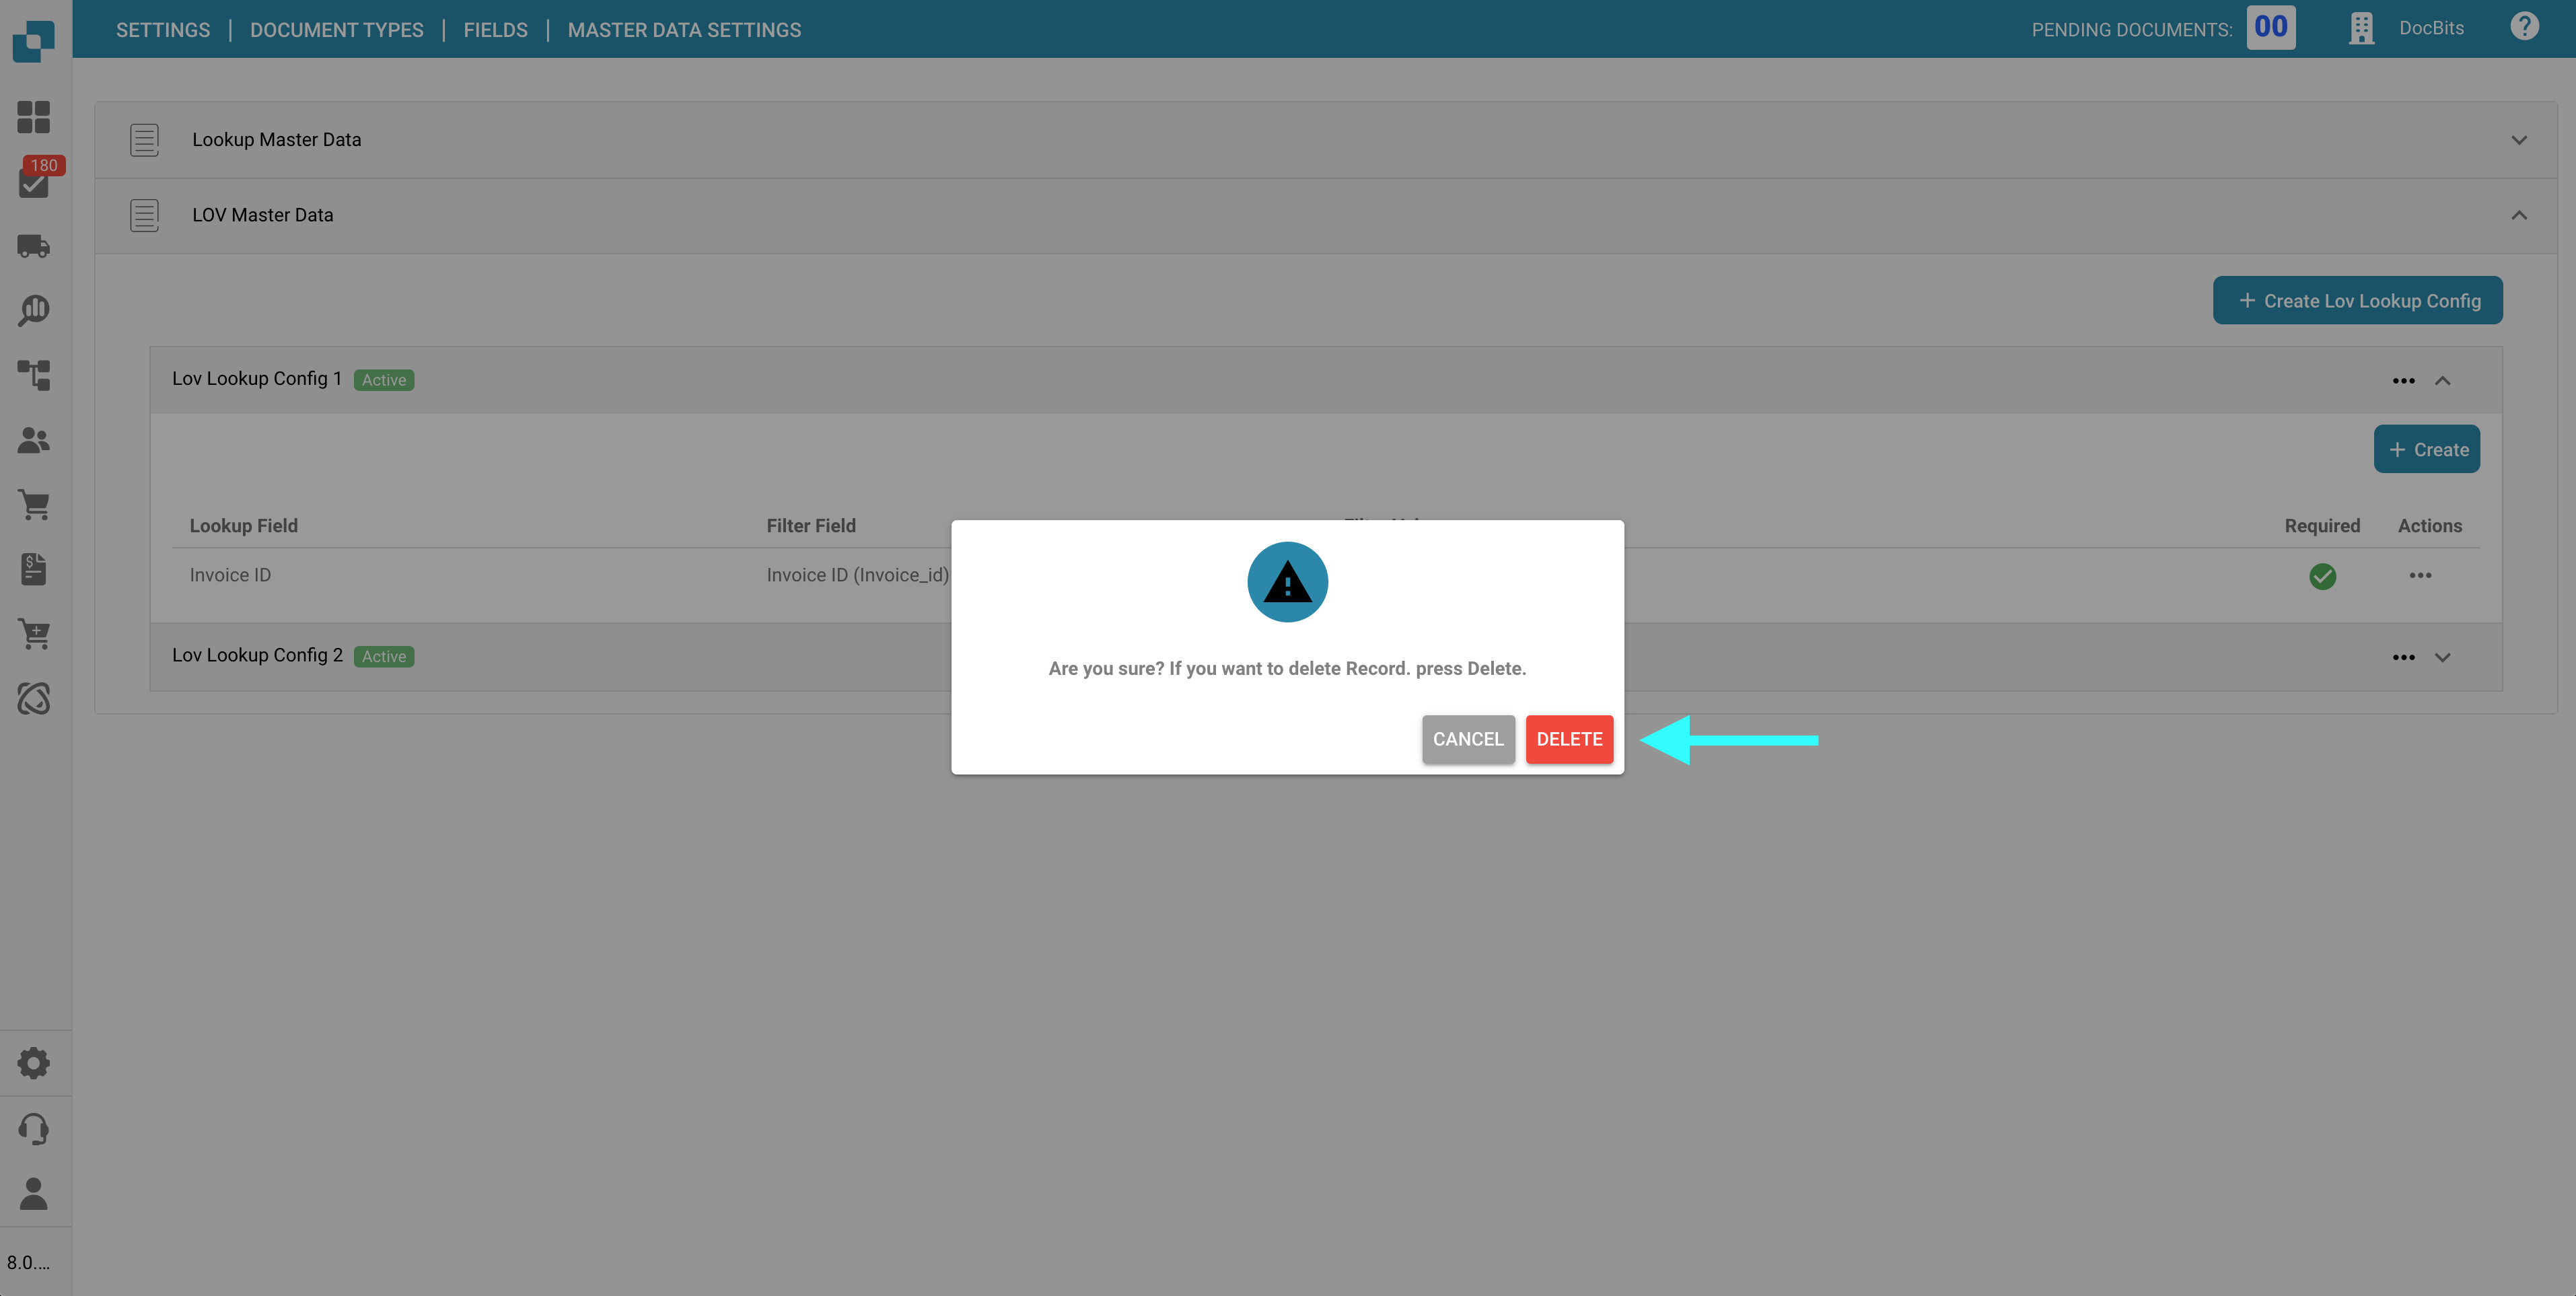 SETTINGS | DOCUMENT TYPES | FIELDS | MASTER DATA SETTINGS
PENDING DOCUMENTS: 00 DocBits
180
Lookup Master Data
LOV Master Data
+ Create Lov Lookup Config
Lov Lookup Config 1 Active
+ Create
Lookup Field Filter Field Required Actions
Invoice ID Invoice ID (Invoice_id)
Lov Lookup Config 2 Active
Are you sure? If you want to delete Record. press Delete.
CANCEL DELETE
8.0....